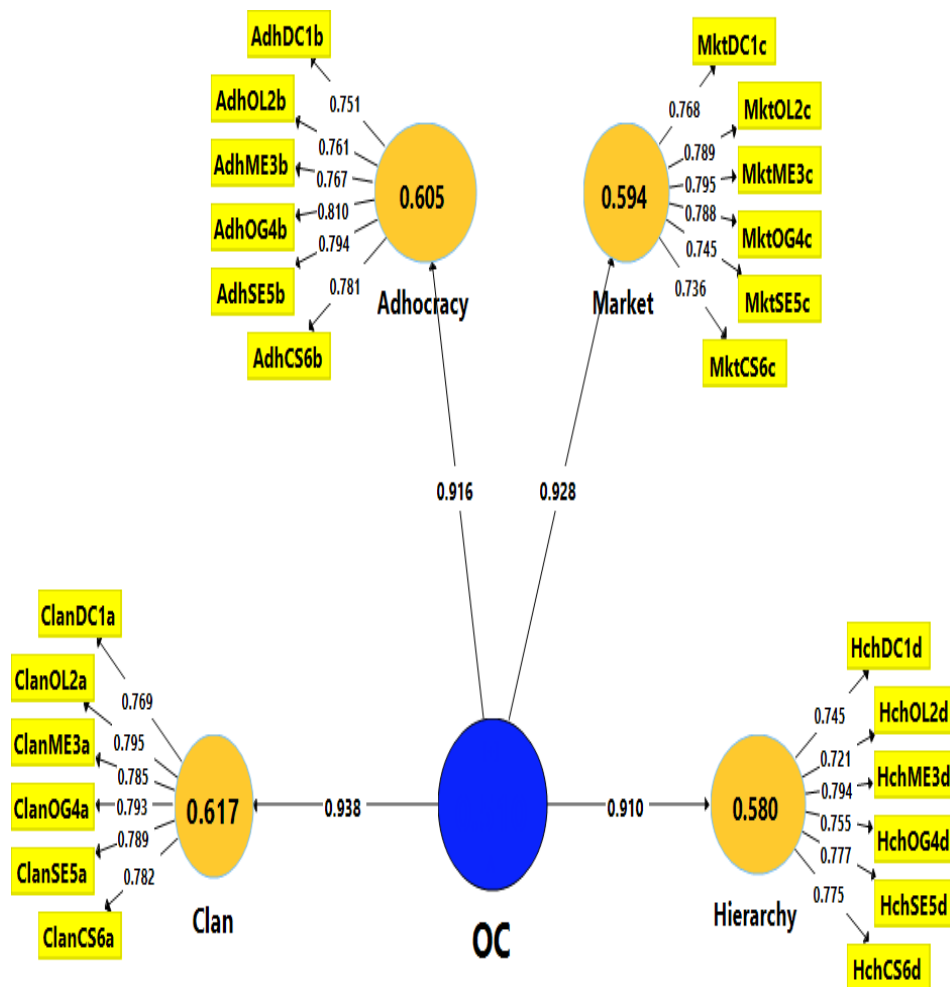 AdhDC1b
AdhOL2b
AdhME3b
AdhOG4b
AdhSE5b
AdhCS6b
0.751
0.761
0.767
0.810
0.794
0.781
0.605
Adhocracy
MktDC1c
MktOL2c
MktME3c
MktOG4c
MktSE5c
MktCS6c
0.768
0.789
0.795
0.788
0.745
0.736
0.594
Market
0.916
0.928
ClanDC1a
ClanOL2a
ClanME3a
ClanOG4a
ClanSE5a
ClanCS6a
0.769
0.795
0.785
0.793
0.789
0.782
0.617
Clan
0.938
OC
0.910
0.580
Hierarchy
0.745
0.721
0.794
0.755
0.777
0.775
HchDC1d
HchOL2d
HchME3d
HchOG4d
HchSE5d
HchCS6d